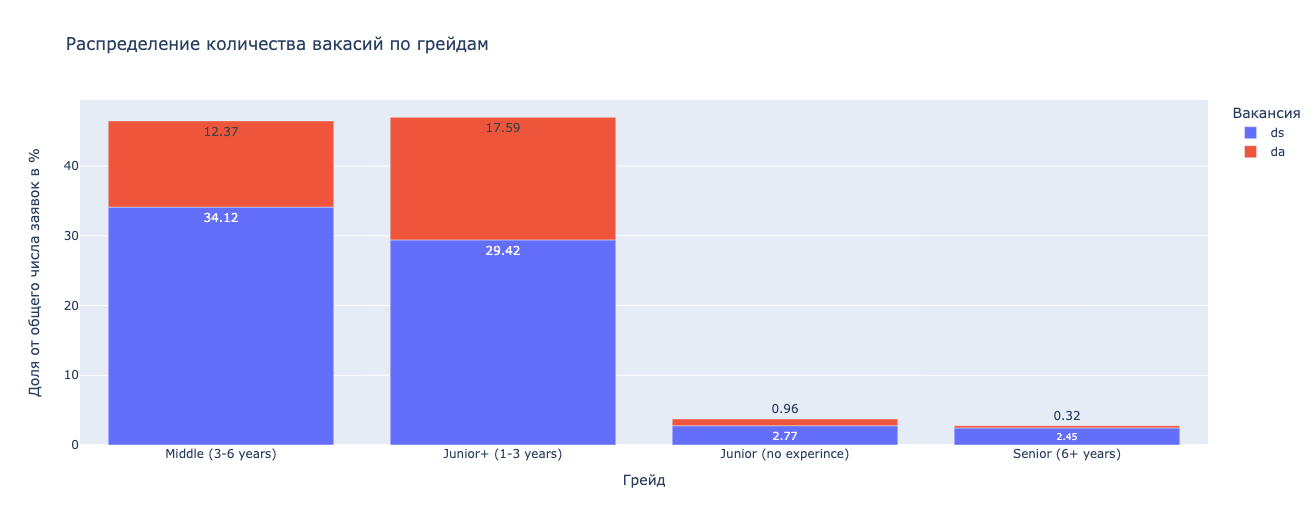 Распределение количества вакасий по грейдам
Вакансия
ds
da
Доля от общего числа заявок в %
40
30
20
10
0
12.37
34.12
17.59
29.42
0.96
2.77
0.32
2.45
Middle (3-6 years)
Junior+ (1-3 years)
Junior (no experince)
Senior (6+ years)
Грейд